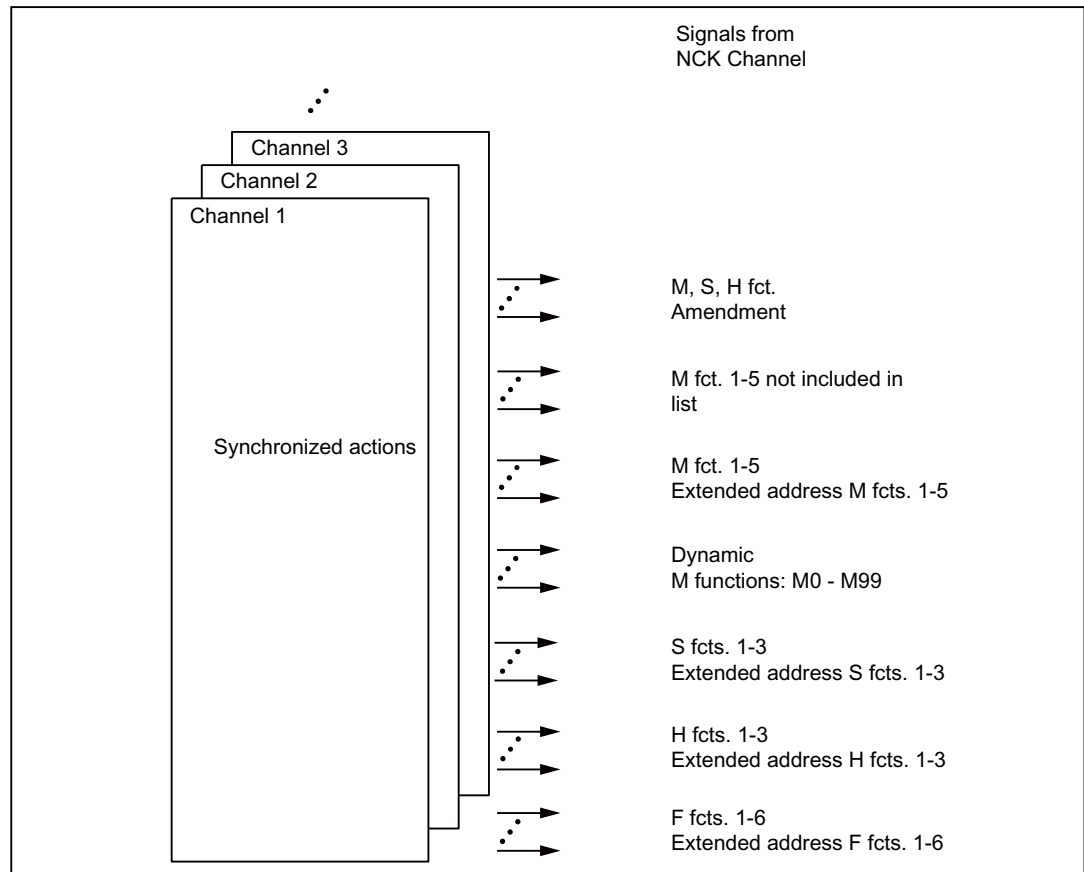 Signals from
NCK Channel
Channel 3
Channel 2
Channel 1
M, S, H fct.
Amendment
M fct. 1-5 not included in
list
Synchronized actions
M fct. 1-5
Extended address M fcts. 1-5
Dynamic
M functions: M0 - M99
S fcts. 1-3
Extended address S fcts. 1-3
H fcts. 1-3
Extended address H fcts. 1-3
F fcts. 1-6
Extended address F fcts. 1-6